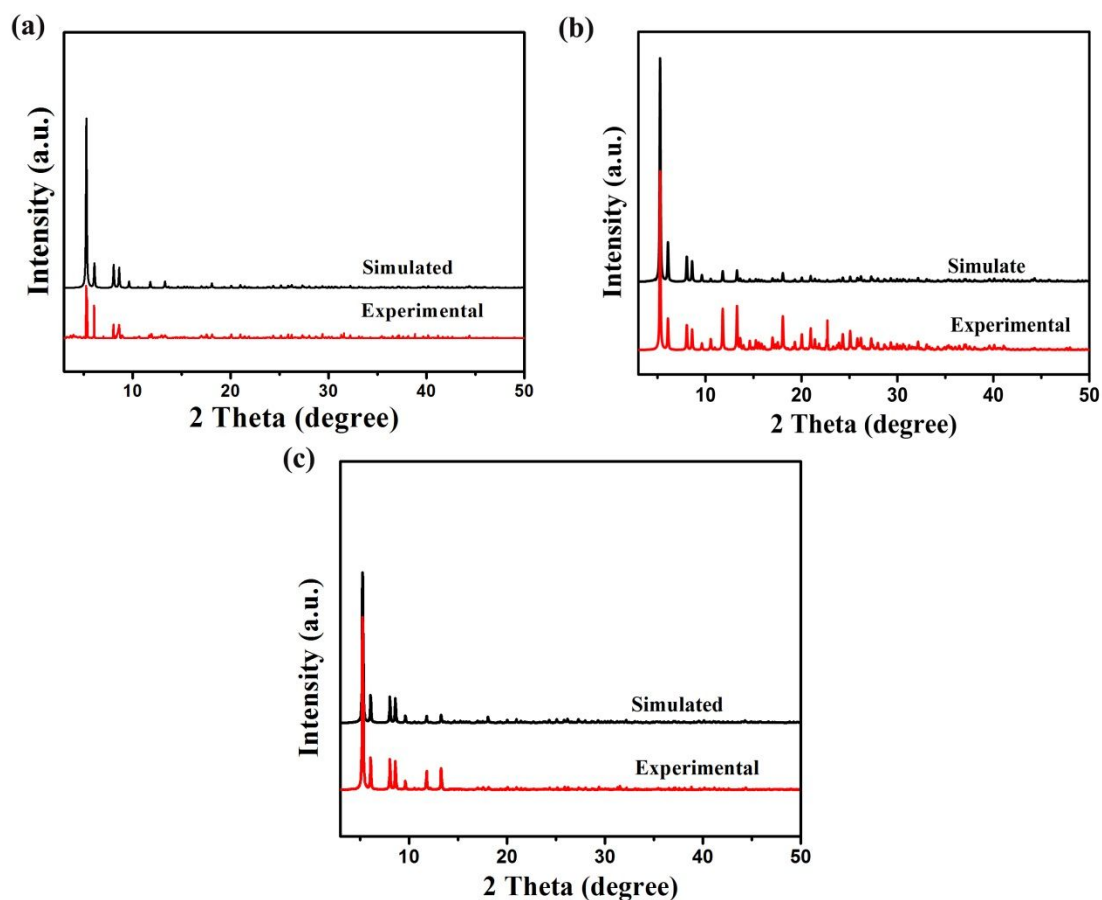 (a)
Intensity (a.u.)
Simulated
Experimental
10
20
30
40
50
2 Theta (degree)
(b)
Intensity (a.u.)
Simulate
Experimental
10
20
30
40
50
2 Theta (degree)
(c)
Intensity (a.u.)
Simulated
Experimental
10
20
30
40
50
2 Theta (degree)